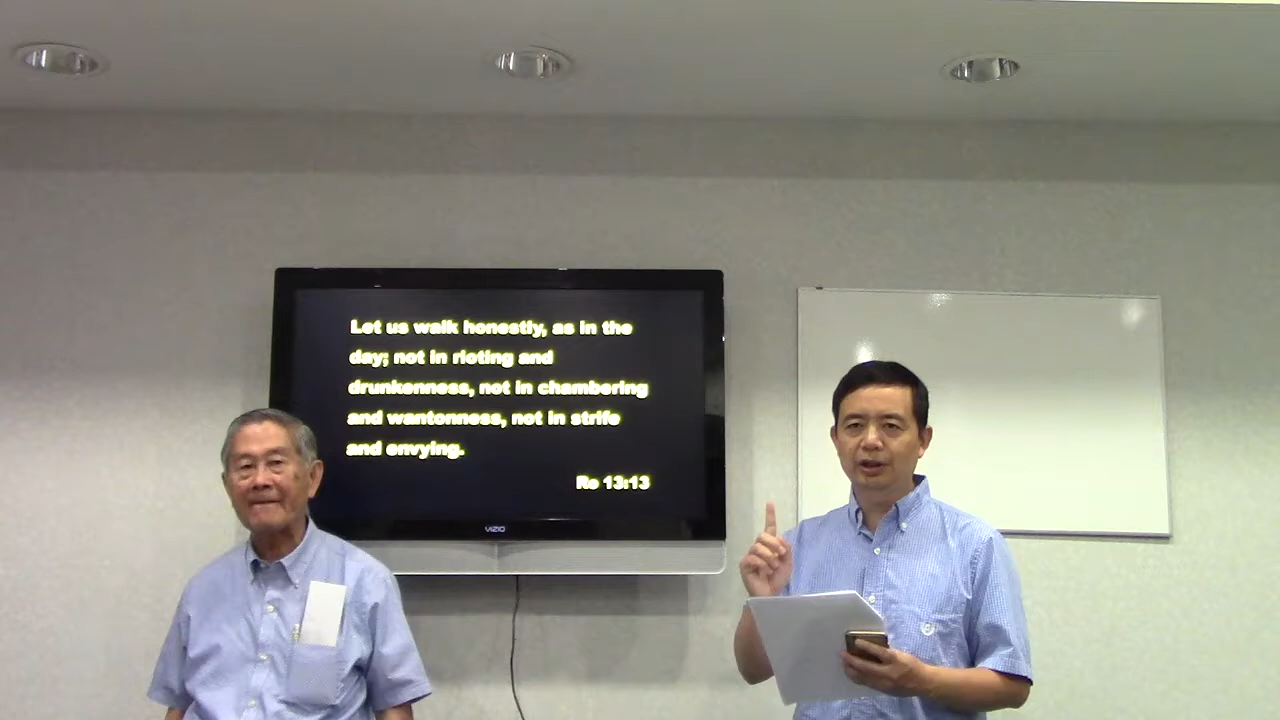 Let us walk honestly, as in the
day; not in rioting and
drunkenness, not in chambering
and wantonness, not in strife
and envying.
Ro 13:13
VIZIO